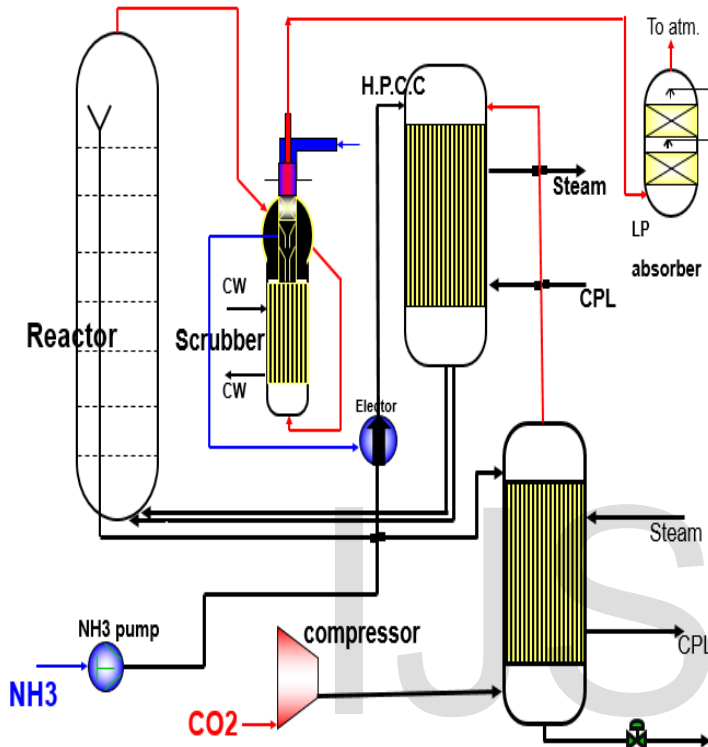 To atm.
H.P.C.C
Steam
LP
absorber
CW
CPL
Reactor
Scrubber
CW
Elector
Steam
NH3 pump
compressor
CPL
NH3
CO2
IJS